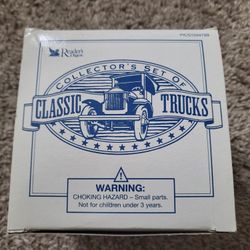 Reader's
Digest
COLLECTOR'S SET OF
CLASSIC TRUCKS
WARNING:
CHOKING HAZARD – Small parts.
Not for children under 3 years.